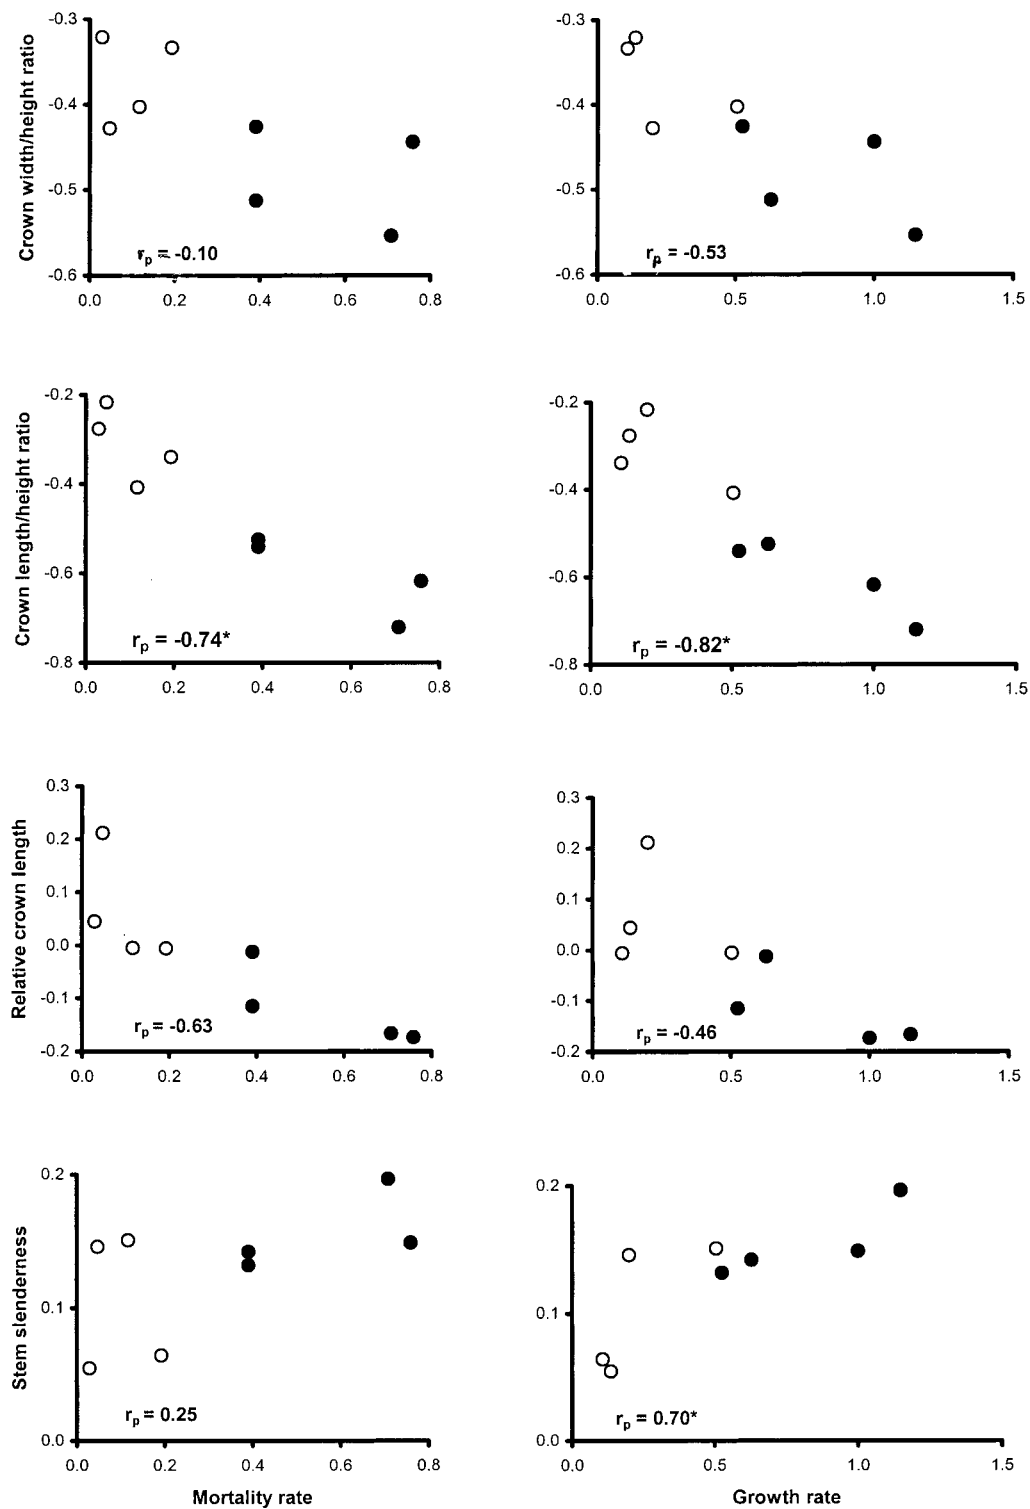 Crown width/height ratio
-0.3
-0.4
-0.5
-0.6
r_p = -0.10
0.0 0.2 0.4 0.6 0.8
-0.3
-0.4
-0.5
-0.6
r_p = -0.53
0.0 0.5 1.0 1.5
Crown length/height ratio
-0.2
-0.4
-0.6
-0.8
r_p = -0.74*
0.0 0.2 0.4 0.6 0.8
-0.2
-0.4
-0.6
-0.8
r_p = -0.82*
0.0 0.5 1.0 1.5
Relative crown length
0.3
0.2
0.1
0.0
-0.1
-0.2
r_p = -0.63
0.0 0.2 0.4 0.6 0.8
0.3
0.2
0.1
0.0
-0.1
-0.2
r_p = -0.46
0.0 0.5 1.0 1.5
Stem slenderness
0.2
0.1
0.0
r_p = 0.25
0.0 0.2 0.4 0.6 0.8
Mortality rate
0.2
0.1
0.0
r_p = 0.70*
0.0 0.5 1.0 1.5
Growth rate